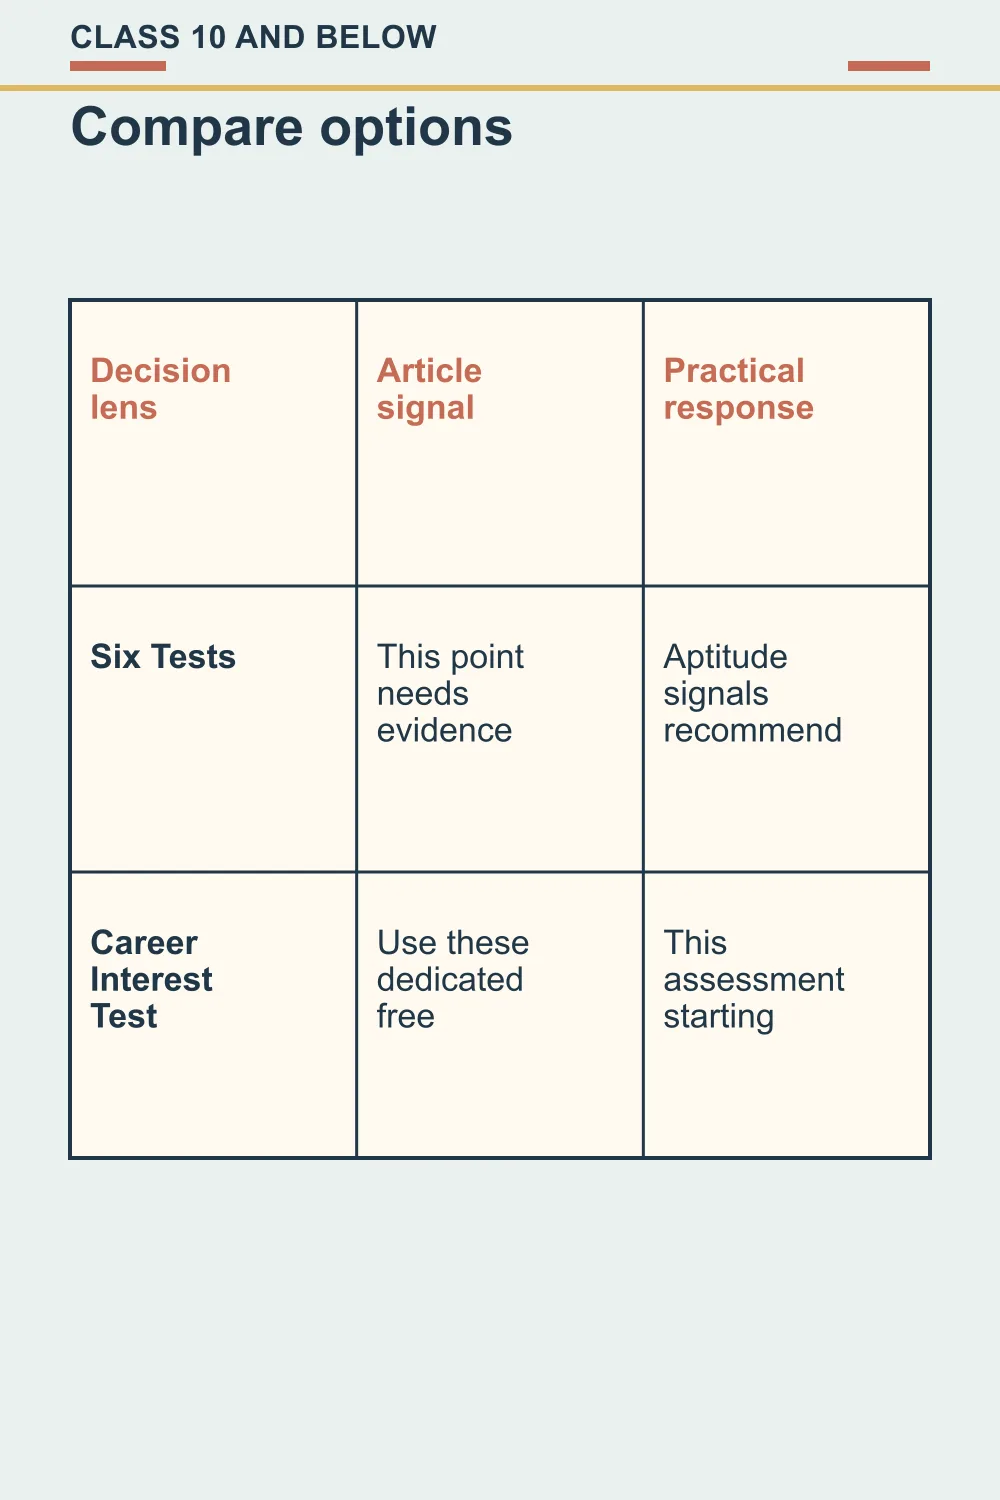 CLASS 10 AND BELOW
Compare options
Decision
lens
Article
signal
Practical
response
Six Tests
This point
needs
evidence
Aptitude
signals
recommend
Career
Interest
Test
Use these
dedicated
free
This
assessment
starting